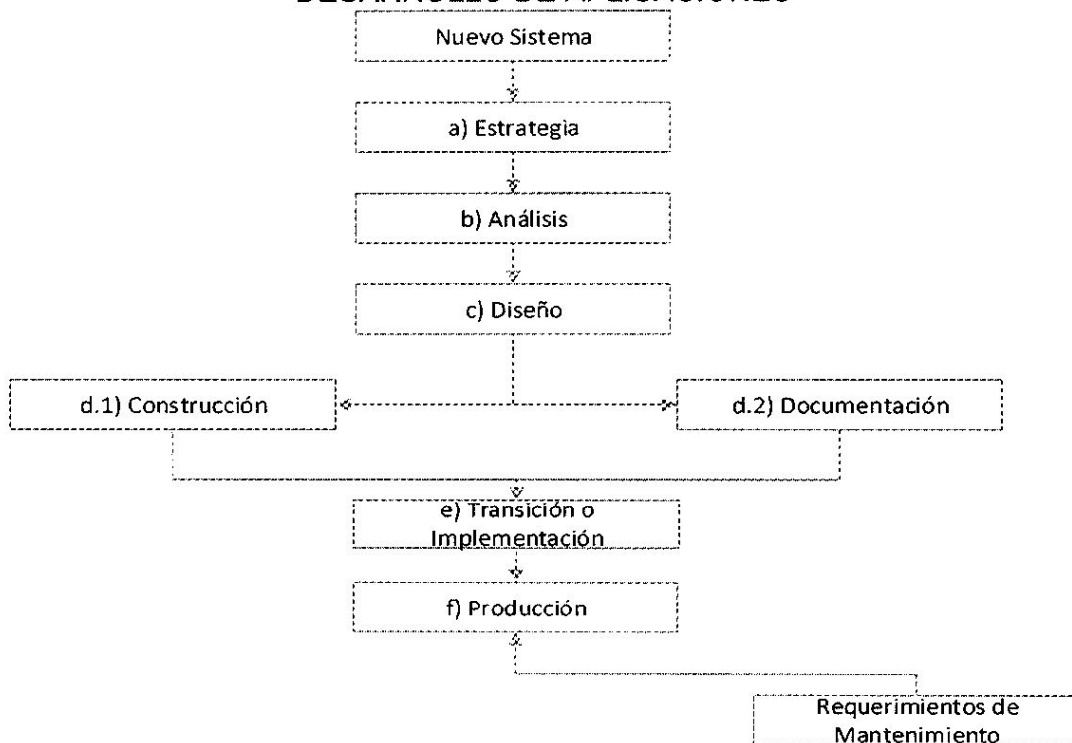 Nuevo Sistema
a) Estrategia
b) Análisis
c) Diseño
d.1) Construcción
d.2) Documentación
e) Transición o
Implementación
f) Producción
Requerimientos de
Mantenimiento